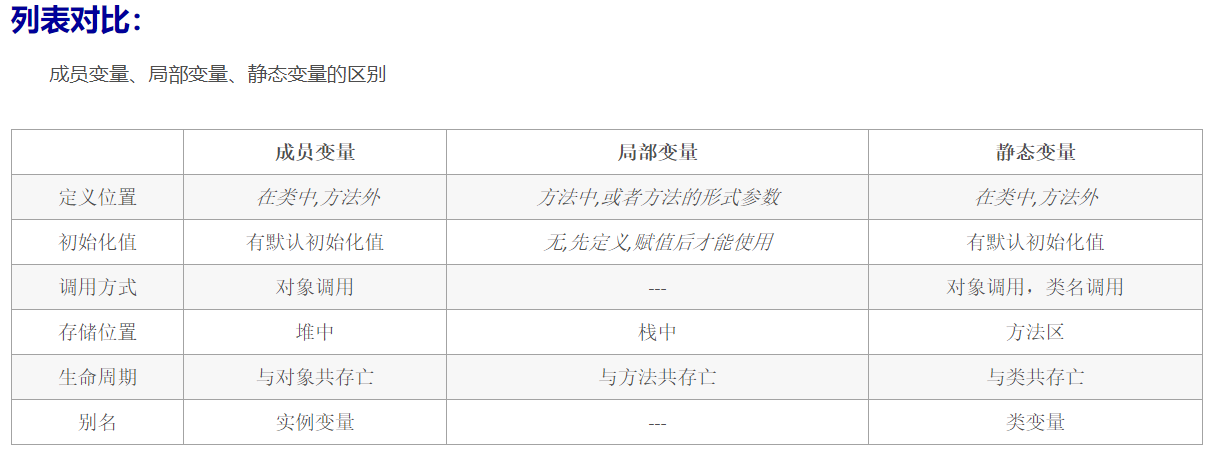 列表对比：
成员变量、局部变量、静态变量的区别
成员变量 局部变量 静态变量
定义位置 在类中,方法外 方法中,或者方法的形式参数 在类中,方法外
初始化值 有默认初始化值 无,先定义,赋值后才能使用 有默认初始化值
调用方式 对象调用 --- 对象调用，类名调用
存储位置 堆中 栈中 方法区
生命周期 与对象共存亡 与方法共存亡 与类共存亡
别名 实例变量 --- 类变量